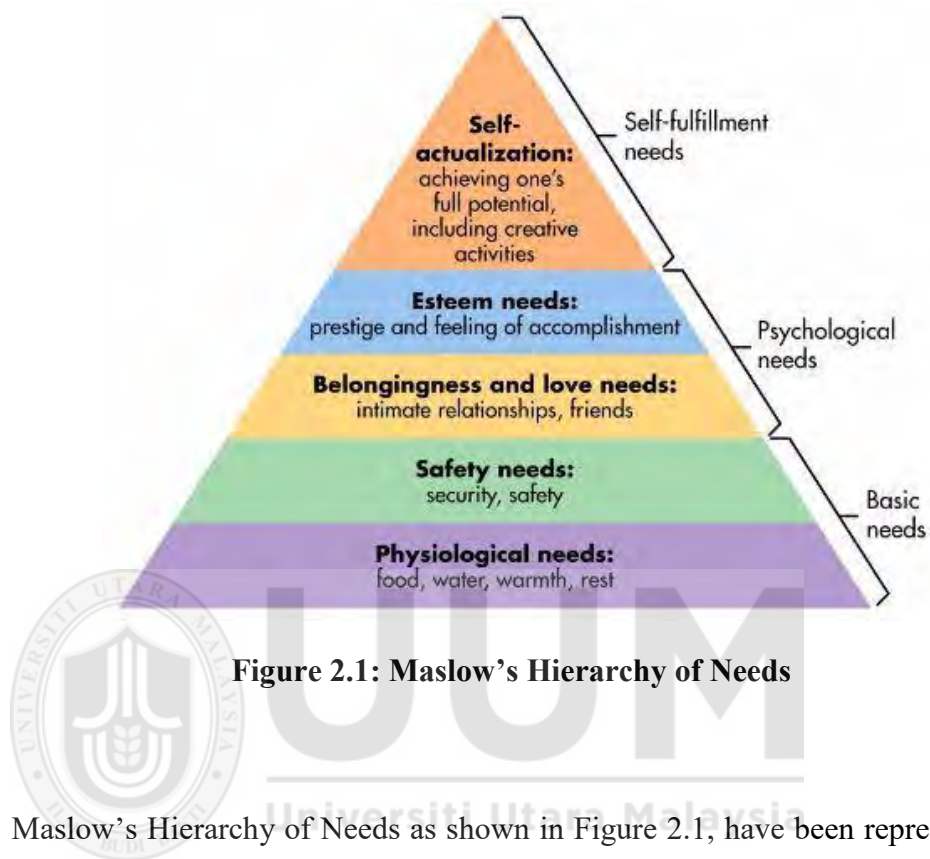 Self-
actualization:
achieving one's
full potential,
including creative
activities
Self-fulfillment
needs
Esteem needs:
prestige and feeling of accomplishment
Psychological
needs
Belongingness and love needs:
intimate relationships, friends
Safety needs:
security, safety
Basic
needs
Physiological needs:
food, water, warmth, rest
UNIVERSITI UTARA MALAYSIA
UUM
Figure 2.1: Maslow's Hierarchy of Needs
Universiti Utara Malaysia
Maslow's Hierarchy of Needs as shown in Figure 2.1, have been repre